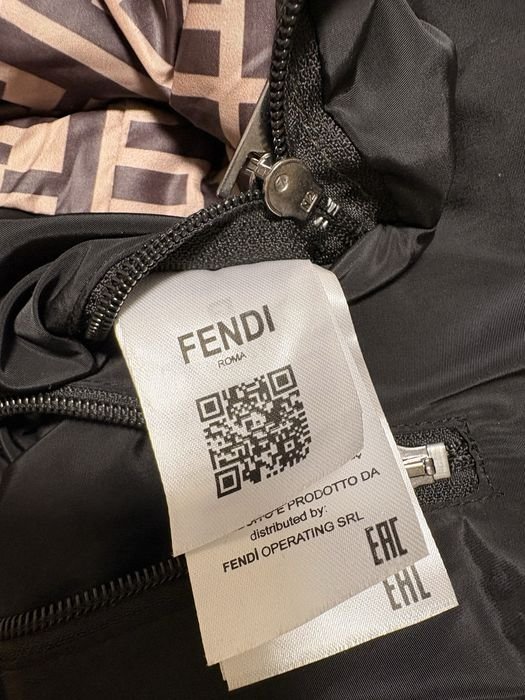 FENDI
ROMA
E PRODOTTO DA
distributed by:
FENDI OPERATING SRL
EAC
EAC